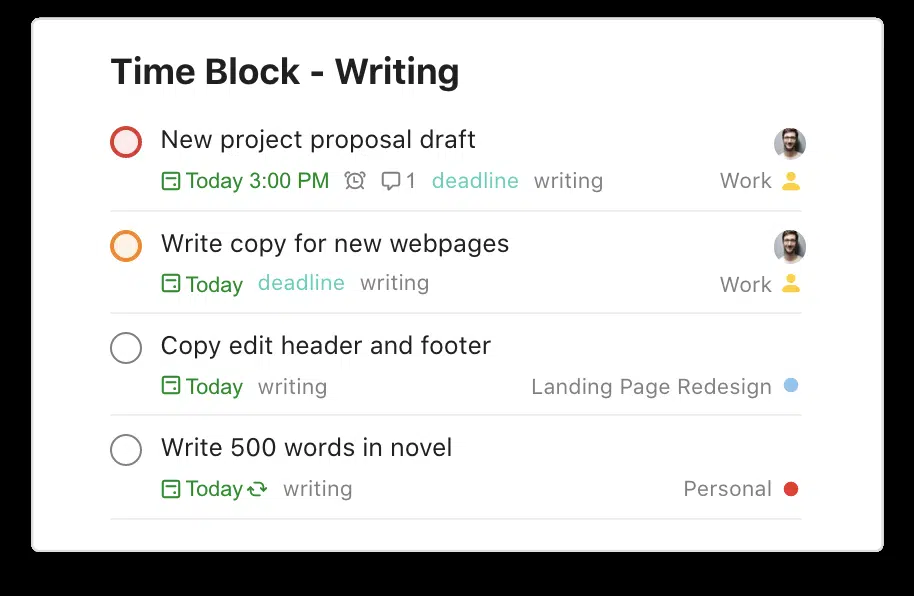 Time Block - Writing
New project proposal draft
Today 3:00 PM 1 deadline writing Work
Write copy for new webpages
Today deadline writing Work
Copy edit header and footer
Today writing Landing Page Redesign
Write 500 words in novel
Today writing Personal